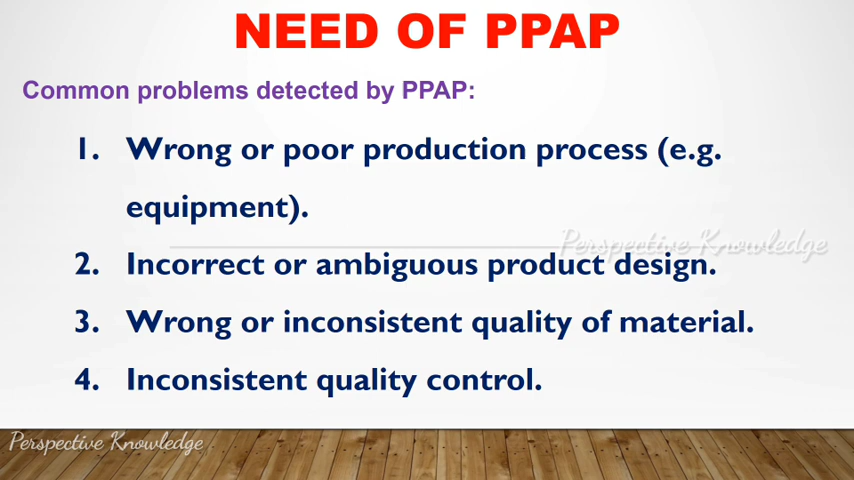 NEED OF PPAP
Common problems detected by PPAP:
1. Wrong or poor production process (e.g.
equipment).
Perspective Knowledge
2. Incorrect or ambiguous product design.
3. Wrong or inconsistent quality of material.
4. Inconsistent quality control.
Perspective Knowledge